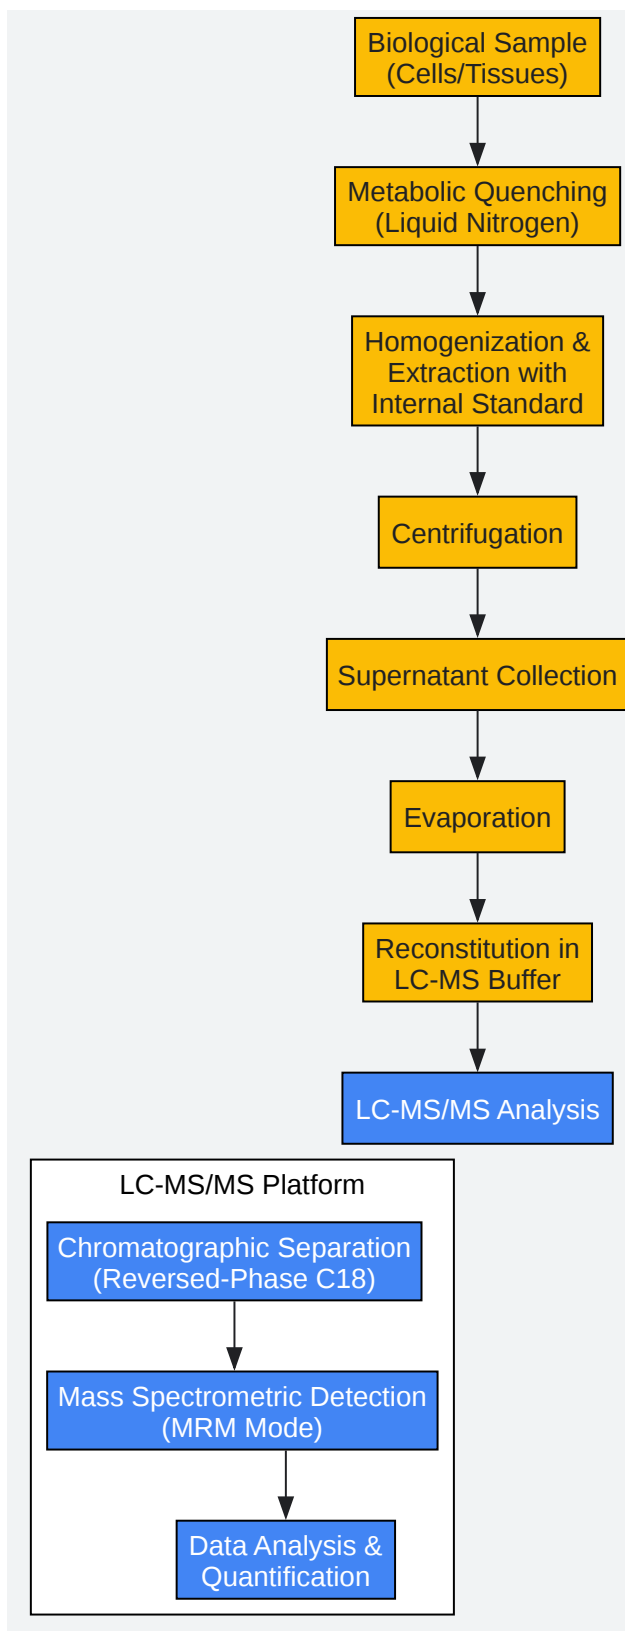 Biological Sample
(Cells/Tissues)
Metabolic Quenching
(Liquid Nitrogen)
Homogenization &
Extraction with
Internal Standard
Centrifugation
Supernatant Collection
Evaporation
Reconstitution in
LC-MS Buffer
LC-MS/MS Analysis
LC-MS/MS Platform
Chromatographic Separation
(Reversed-Phase C18)
Mass Spectrometric Detection
(MRM Mode)
Data Analysis &
Quantification